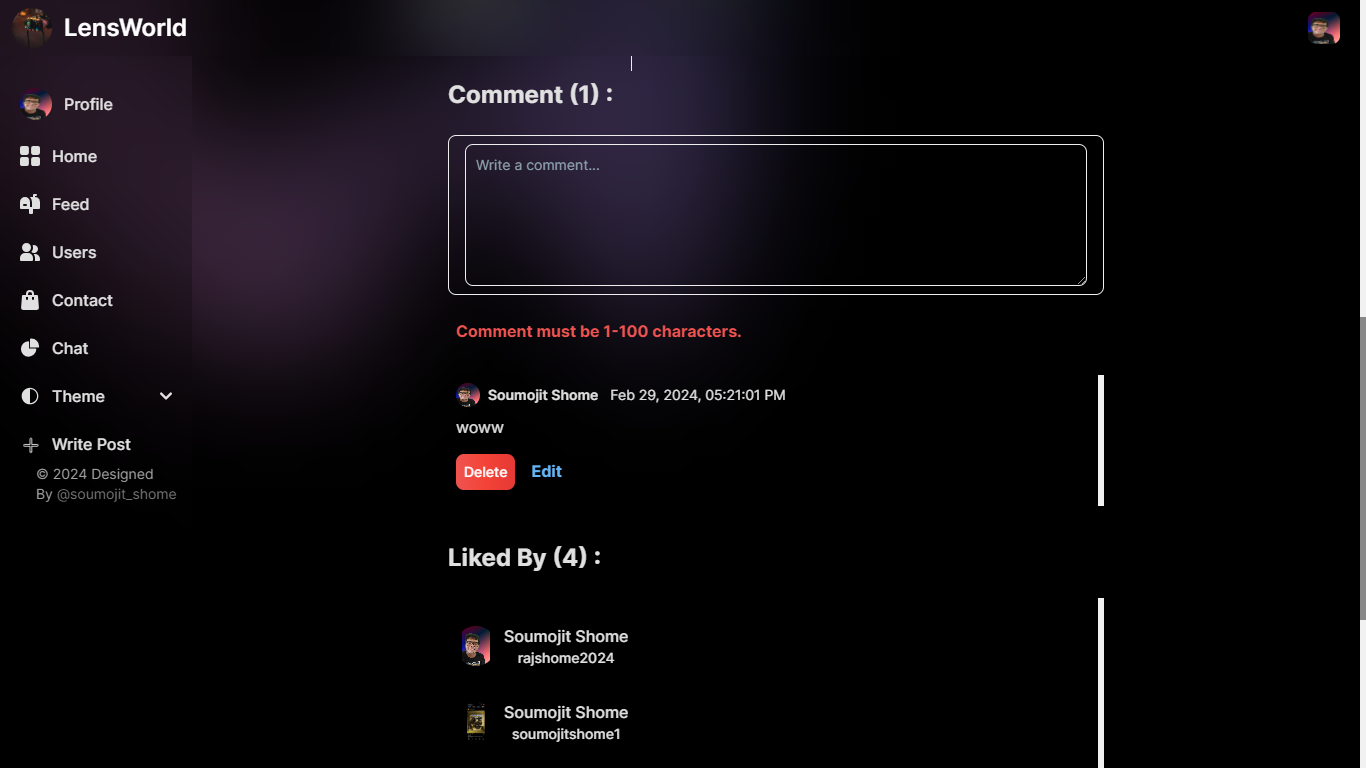 LensWorld
Profile
Home
Feed
Users
Contact
Chat
Theme
Write Post
© 2024 Designed
By @soumojit_shome
Comment (1) :
Write a comment...
Comment must be 1-100 characters.
Soumojit Shome Feb 29, 2024, 05:21:01 PM
woww
Delete Edit
Liked By (4) :
Soumojit Shome
rajshome2024
Soumojit Shome
soumojitshome1